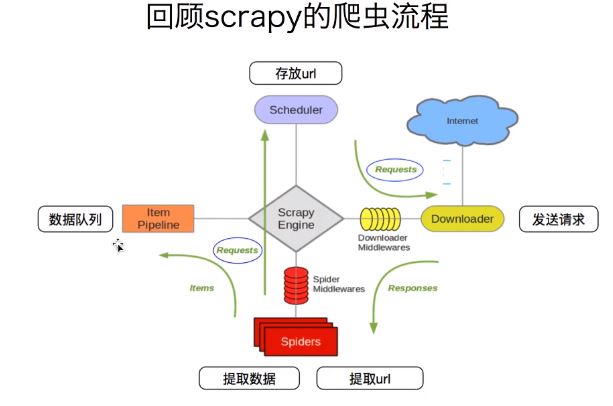 回顾scrapy的爬虫流程
存放url
Scheduler
Internet
Requests
数据队列
Item
Pipeline
Scrapy
Engine
Downloader
发送请求
Downloader
Middlewares
Requests
Spider
Middlewares
Items
Responses
Spiders
提取数据
提取url